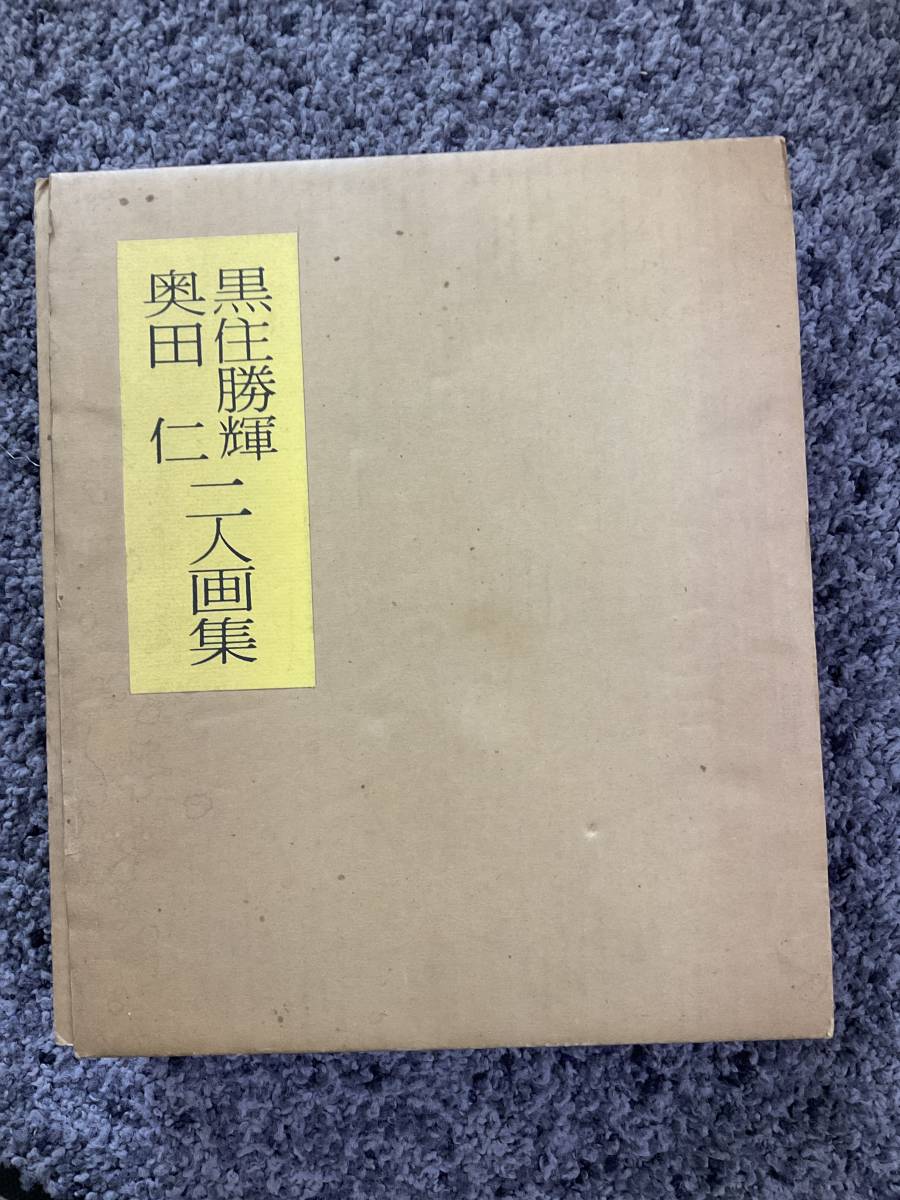 黒住勝輝
奥田 仁
二人画集